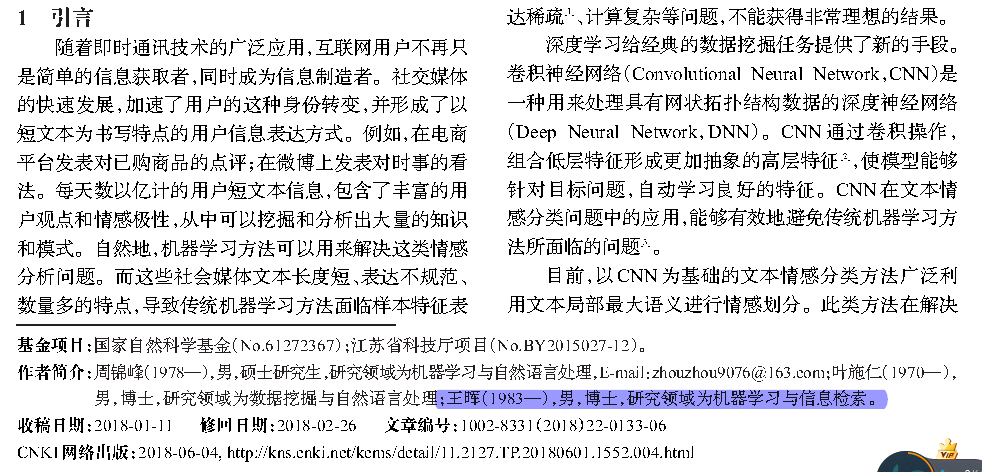 1 引言
随着即时通讯技术的广泛应用,互联网用户不再只
是简单的信息获取者,同时成为信息制造者。社交媒体
的快速发展,加速了用户的这种身份转变,并形成了以
短文本为书写特点的用户信息表达方式。例如,在电商
平台发表对已购商品的点评;在微博上发表对时事的看
法。每天数以亿计的用户短文本信息,包含了丰富的用
户观点和情感极性,从中可以挖掘和分析出大量的知识
和模式。自然地,机器学习方法可以用来解决这类情感
分析问题。而这些社会媒体文本长度短、表达不规范、
数量多的特点,导致传统机器学习方法面临样本特征表
达稀疏、计算复杂等问题,不能获得非常理想的结果。
深度学习给经典的数据挖掘任务提供了新的手段。
卷积神经网络(Convolutional Neural Network,CNN)是
一种用来处理具有网状拓扑结构数据的深度神经网络
(Deep Neural Network,DNN)。CNN通过卷积操作,
组合低层特征形成更加抽象的高层特征,使模型能够
针对目标问题,自动学习良好的特征。CNN在文本情
感分类问题中的应用,能够有效地避免传统机器学习方
法所面临的问题。
目前,以CNN为基础的文本情感分类方法广泛利
用文本局部最大语义进行情感划分。此类方法在解决
基金项目:国家自然科学基金(No.61272367);江苏省科技厅项目(No.BY2015027-12)。
作者简介:周锦峰(1978—),男,硕士研究生,研究领域为机器学习与自然语言处理,E-mail:zhouzhou9076@163.com;叶施仁(1970—),
男,博士,研究领域为数据挖掘与自然语言处理;王晖(1983—),男,博士,研究领域为机器学习与信息检索。
收稿日期:2018-01-11 修回日期:2018-02-26 文章编号:1002-8331(2018)22-0133-06
CNKI网络出版:2018-06-04, http://kns.cnki.net/kcms/detail/11.2127.TP.20180601.1552.004.html
VIP